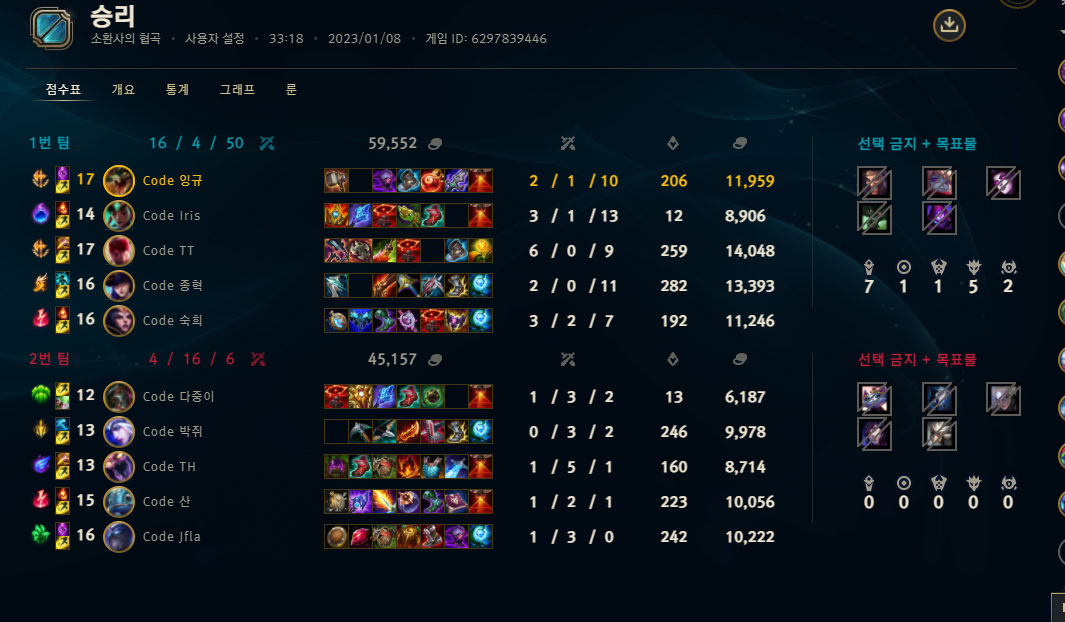 승리
소환사의 협곡 • 사용자 설정 • 33:18 • 2023/01/08 • 게임 ID: 6297839446
점수표 개요 통계 그래프 룬
1번 팀 16 / 4 / 50 59,552 선택 금지 + 목표물
17 Code 잉규 2 / 1 / 10 206 11,959
14 Code Iris 3 / 1 / 13 12 8,906
17 Code TT 6 / 0 / 9 259 14,048
16 Code 종혁 2 / 0 / 11 282 13,393
7 1 1 5 2
16 Code 숙희 3 / 2 / 7 192 11,246
2번 팀 4 / 16 / 6 45,157 선택 금지 + 목표물
12 Code 다중이 1 / 3 / 2 13 6,187
13 Code 박쥐 0 / 3 / 2 246 9,978
13 Code TH 1 / 5 / 1 160 8,714
15 Code 산 1 / 2 / 1 223 10,056
0 0 0 0 0
16 Code Jfla 1 / 3 / 0 242 10,222